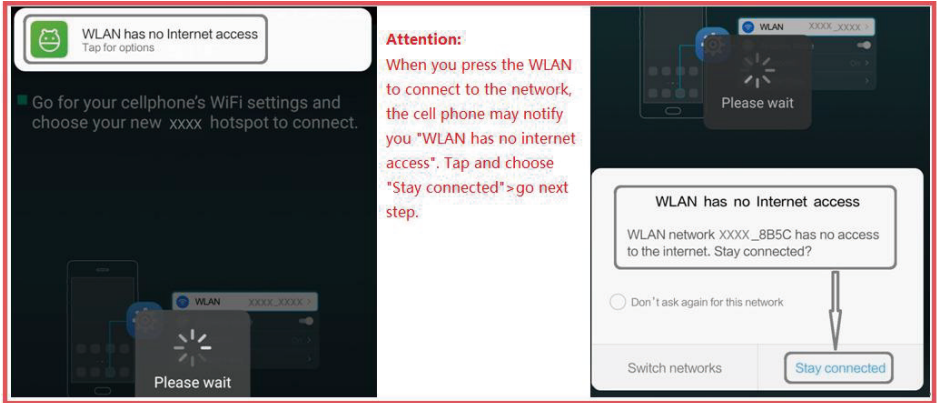 WLAN has no Internet access
Tap for options
Go for your cellphone's WiFi settings and
choose your new xxxx hotspot to connect.
WLAN XXXX_XXXX >
Please wait
Attention:
When you press the WLAN
to connect to the network,
the cell phone may notify
you "WLAN has no internet
access". Tap and choose
"Stay connected">go next
step.
WLAN XXXX_XXXX >
On >
Please wait
WLAN has no Internet access
WLAN network XXXX_8B5C has no access
to the internet. Stay connected?
Don't ask again for this network
Switch networks Stay connected